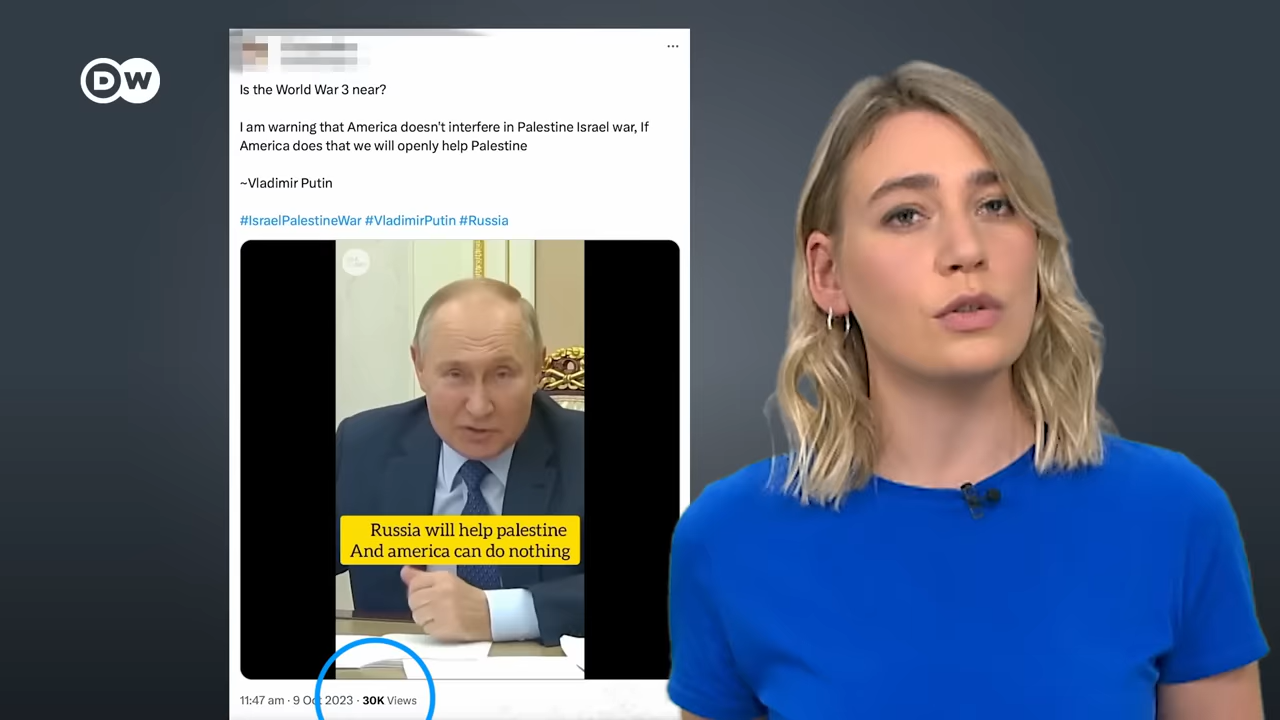 DW
Is the World War 3 near?
I am warning that America doesn't interfere in Palestine Israel war, If
America does that we will openly help Palestine
~Vladimir Putin
#IsraelPalestineWar #VladimirPutin #Russia
Russia will help palestine
And america can do nothing
11:47 am · 9 Oct 2023 · 30K Views